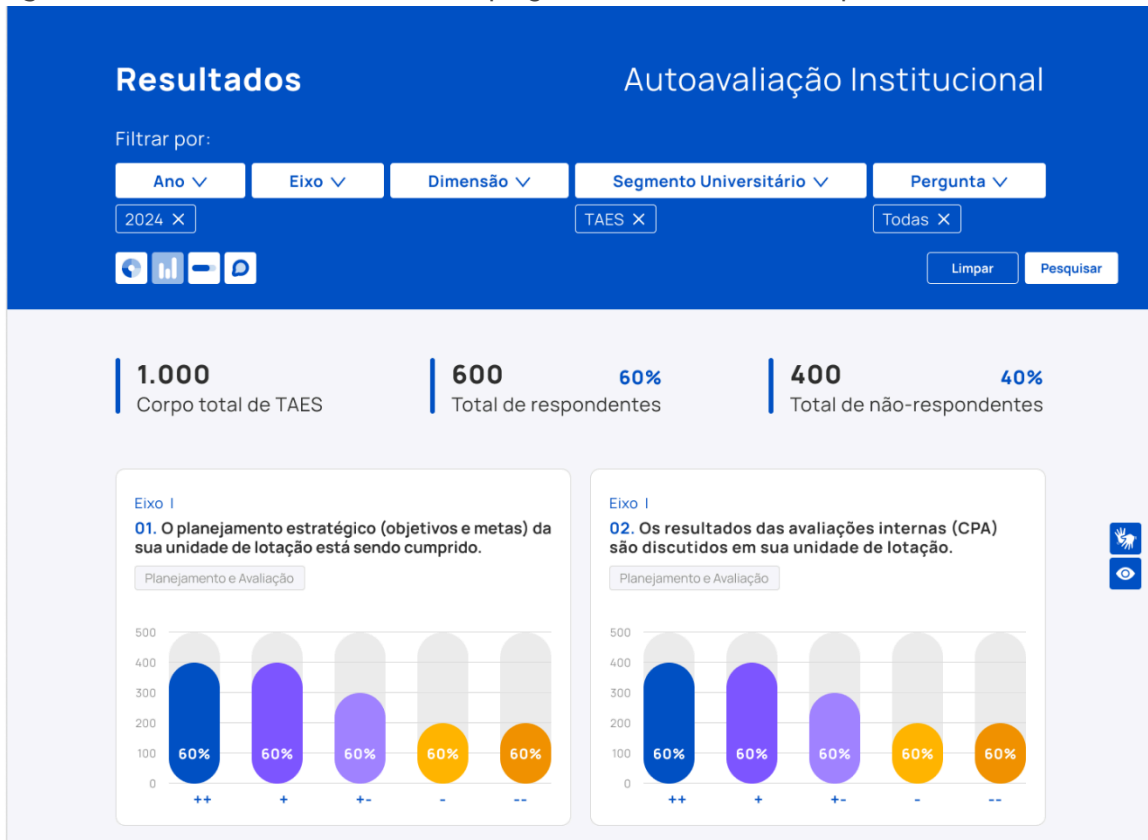 Resultados
Autoavaliação Institucional
Filtrar por:
Ano
Eixo
Dimensão
Segmento Universitário
Pergunta
2024 ×
TAES ×
Todas ×
Limpar
Pesquisar
1.000
Corpo total de TAES
600 60%
Total de respondentes
400 40%
Total de não-respondentes
Eixo I
01. O planejamento estratégico (objetivos e metas) da
sua unidade de lotação está sendo cumprido.
Planejamento e Avaliação
500
400
300
200
100
0
60% 60% 60% 60% 60%
++ + +- - --
Eixo I
02. Os resultados das avaliações internas (CPA)
são discutidos em sua unidade de lotação.
Planejamento e Avaliação
500
400
300
200
100
0
60% 60% 60% 60% 60%
++ + +- - --